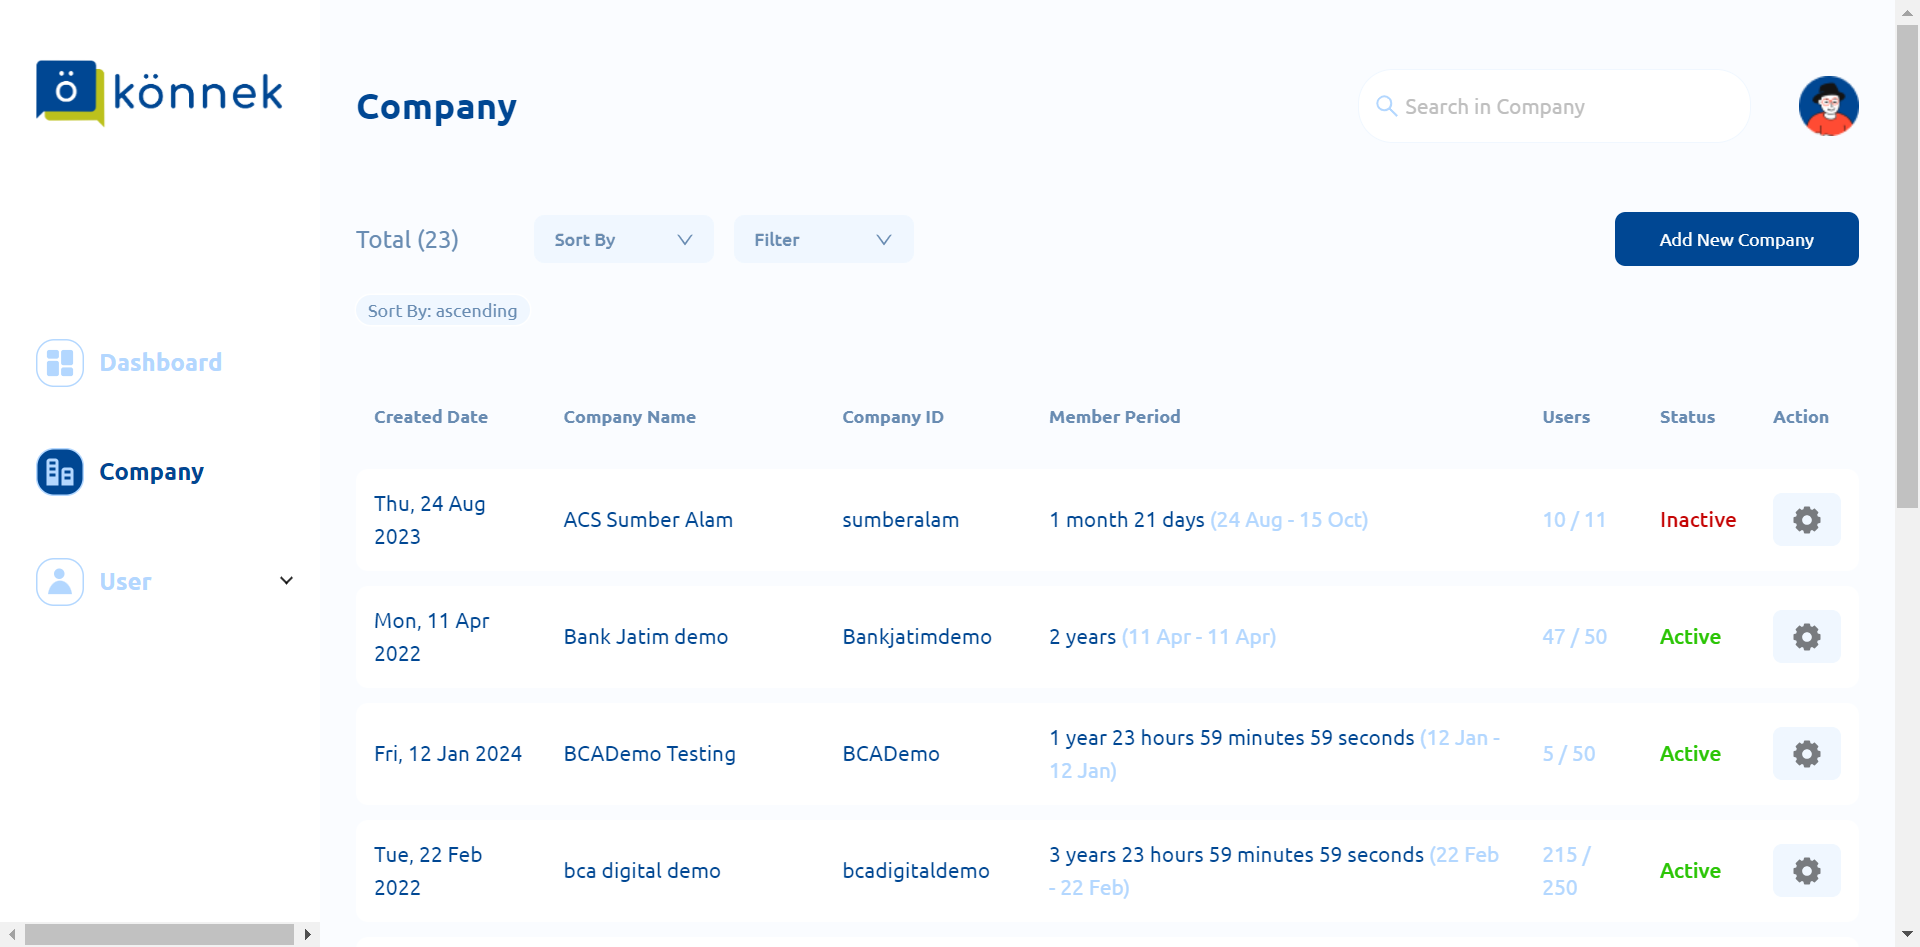 ö könnek
Company
Search in Company
Total (23)
Sort By
Filter
Add New Company
Sort By: ascending
Dashboard
Company
User
Created Date Company Name Company ID Member Period Users Status Action
Thu, 24 Aug
2023
ACS Sumber Alam
sumberalam
1 month 21 days (24 Aug - 15 Oct)
10 / 11
Inactive
Mon, 11 Apr
2022
Bank Jatim demo
Bankjatimdemo
2 years (11 Apr - 11 Apr)
47 / 50
Active
Fri, 12 Jan 2024
BCADemo Testing
BCADemo
1 year 23 hours 59 minutes 59 seconds (12 Jan -
12 Jan)
5 / 50
Active
Tue, 22 Feb
2022
bca digital demo
bcadigitaldemo
3 years 23 hours 59 minutes 59 seconds (22 Feb
- 22 Feb)
215 /
250
Active